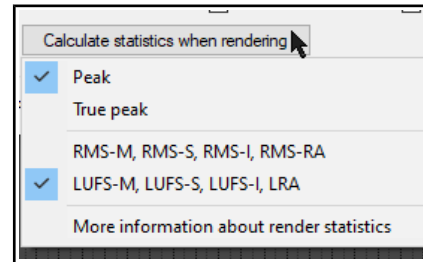 Calculate statistics when rendering
Peak
True peak
RMS-M, RMS-S, RMS-I, RMS-RA
LUFS-M, LUFS-S, LUFS-I, LRA
More information about render statistics